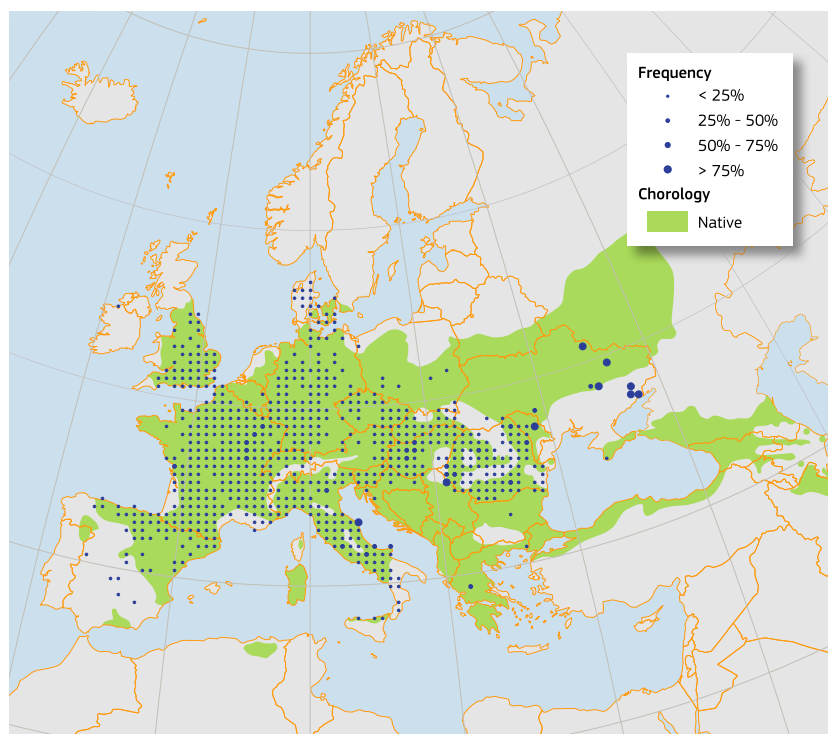 Frequency
< 25%
25% - 50%
50% - 75%
> 75%
Chorology
Native